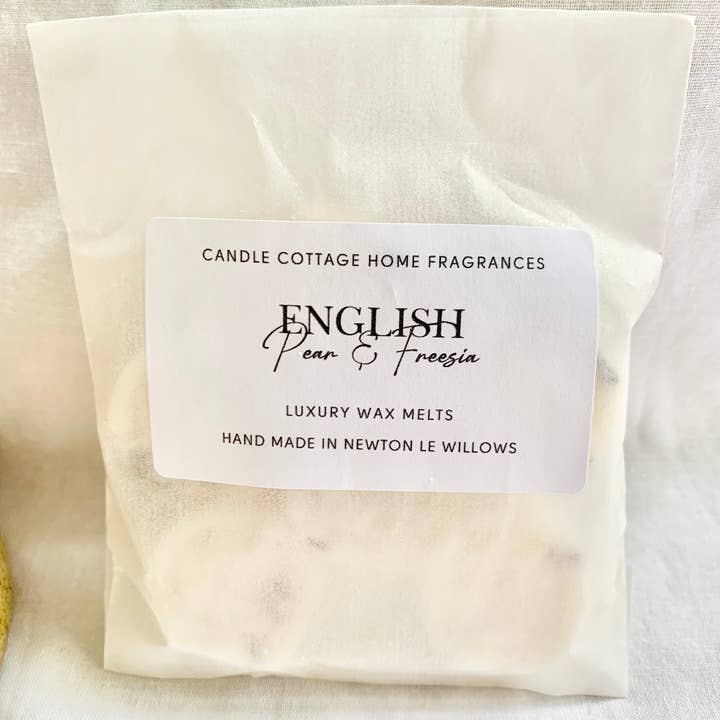 CANDLE COTTAGE HOME FRAGRANCES
ENGLISH
Pear & Freesia
LUXURY WAX MELTS
HAND MADE IN NEWTON LE WILLOWS